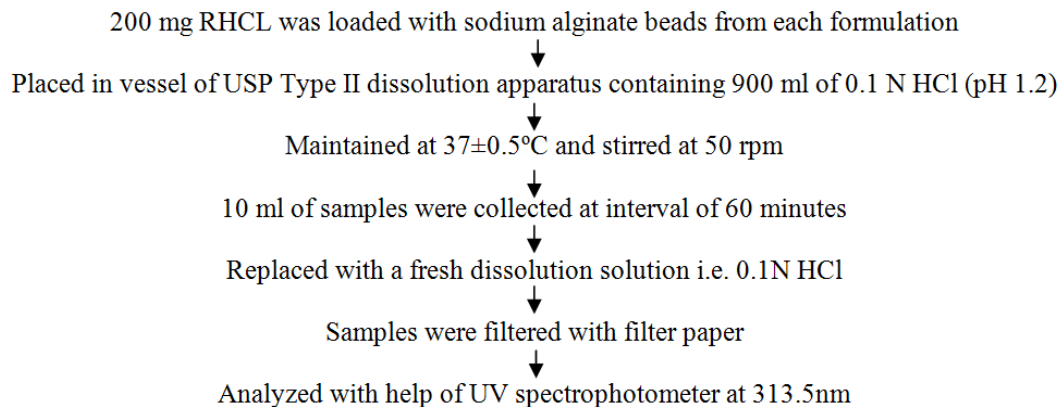 200 mg RHCL was loaded with sodium alginate beads from each formulation
Placed in vessel of USP Type II dissolution apparatus containing 900 ml of 0.1 N HCl (pH 1.2)
Maintained at 37±0.5ºC and stirred at 50 rpm
10 ml of samples were collected at interval of 60 minutes
Replaced with a fresh dissolution solution i.e. 0.1N HCl
Samples were filtered with filter paper
Analyzed with help of UV spectrophotometer at 313.5nm